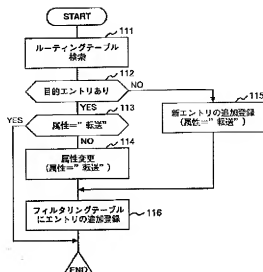 START
111
ルーティングテーブル
検索
112
目的エントリあり
NO
YES
113
115
新エントリの追加登録
(属性=”転送”)
YES
属性=”転送”
NO
114
属性変更
(属性=”転送”)
フィルタリングテーブル
にエントリの追加登録
116
END